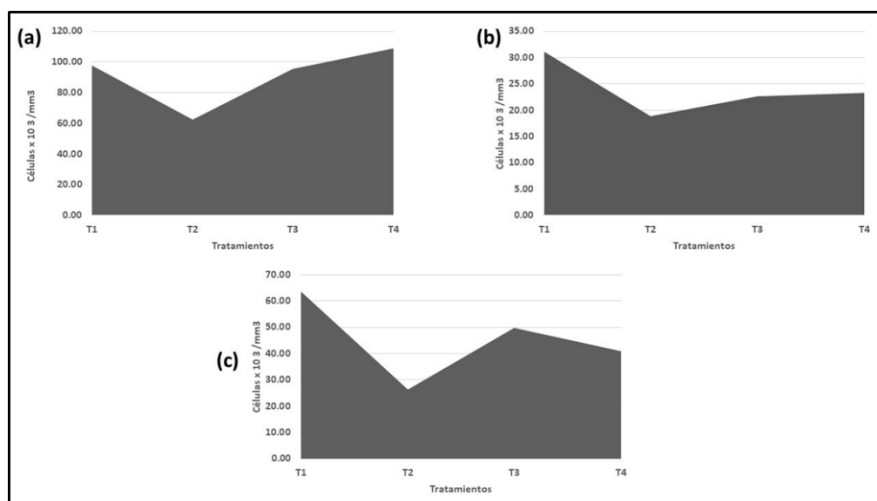 (a)
120.00
100.00
80.00
60.00
40.00
20.00
0.00
Células x 10 3 /mm3
T1 T2 T3 T4
Tratamientos
(b)
35.00
30.00
25.00
20.00
15.00
10.00
5.00
0.00
Células x 10 3 /mm3
T1 T2 T3 T4
Tratamientos
(c)
70.00
60.00
50.00
40.00
30.00
20.00
10.00
0.00
Células x 10 3 /mm3
T1 T2 T3 T4
Tratamientos